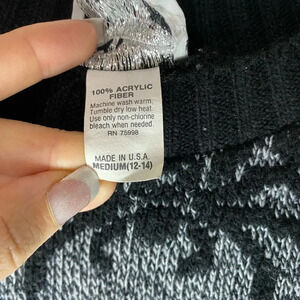 100% ACRYLIC
FIBER
Machine wash warm.
Tumble dry low heat.
Use only non-chlorine
bleach when needed.
RN 75998
MADE IN U.S.A.
MEDIUM(12-14)